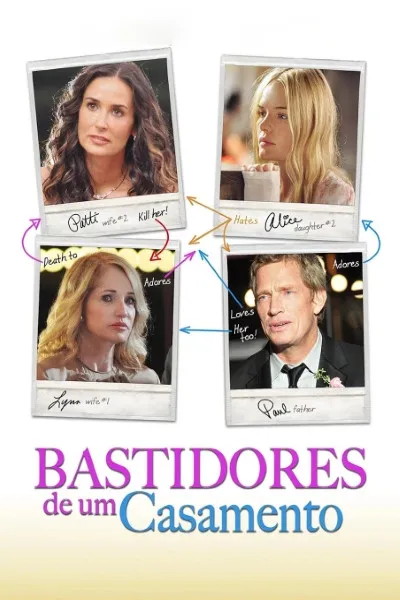 Patti wife #2
Kill her!
Hates
Alice
daughter #2
Death to
Adores
Adores
Loves
Her
too!
Lynn wife #1
Paul father
BASTIDORES
de um Casamento